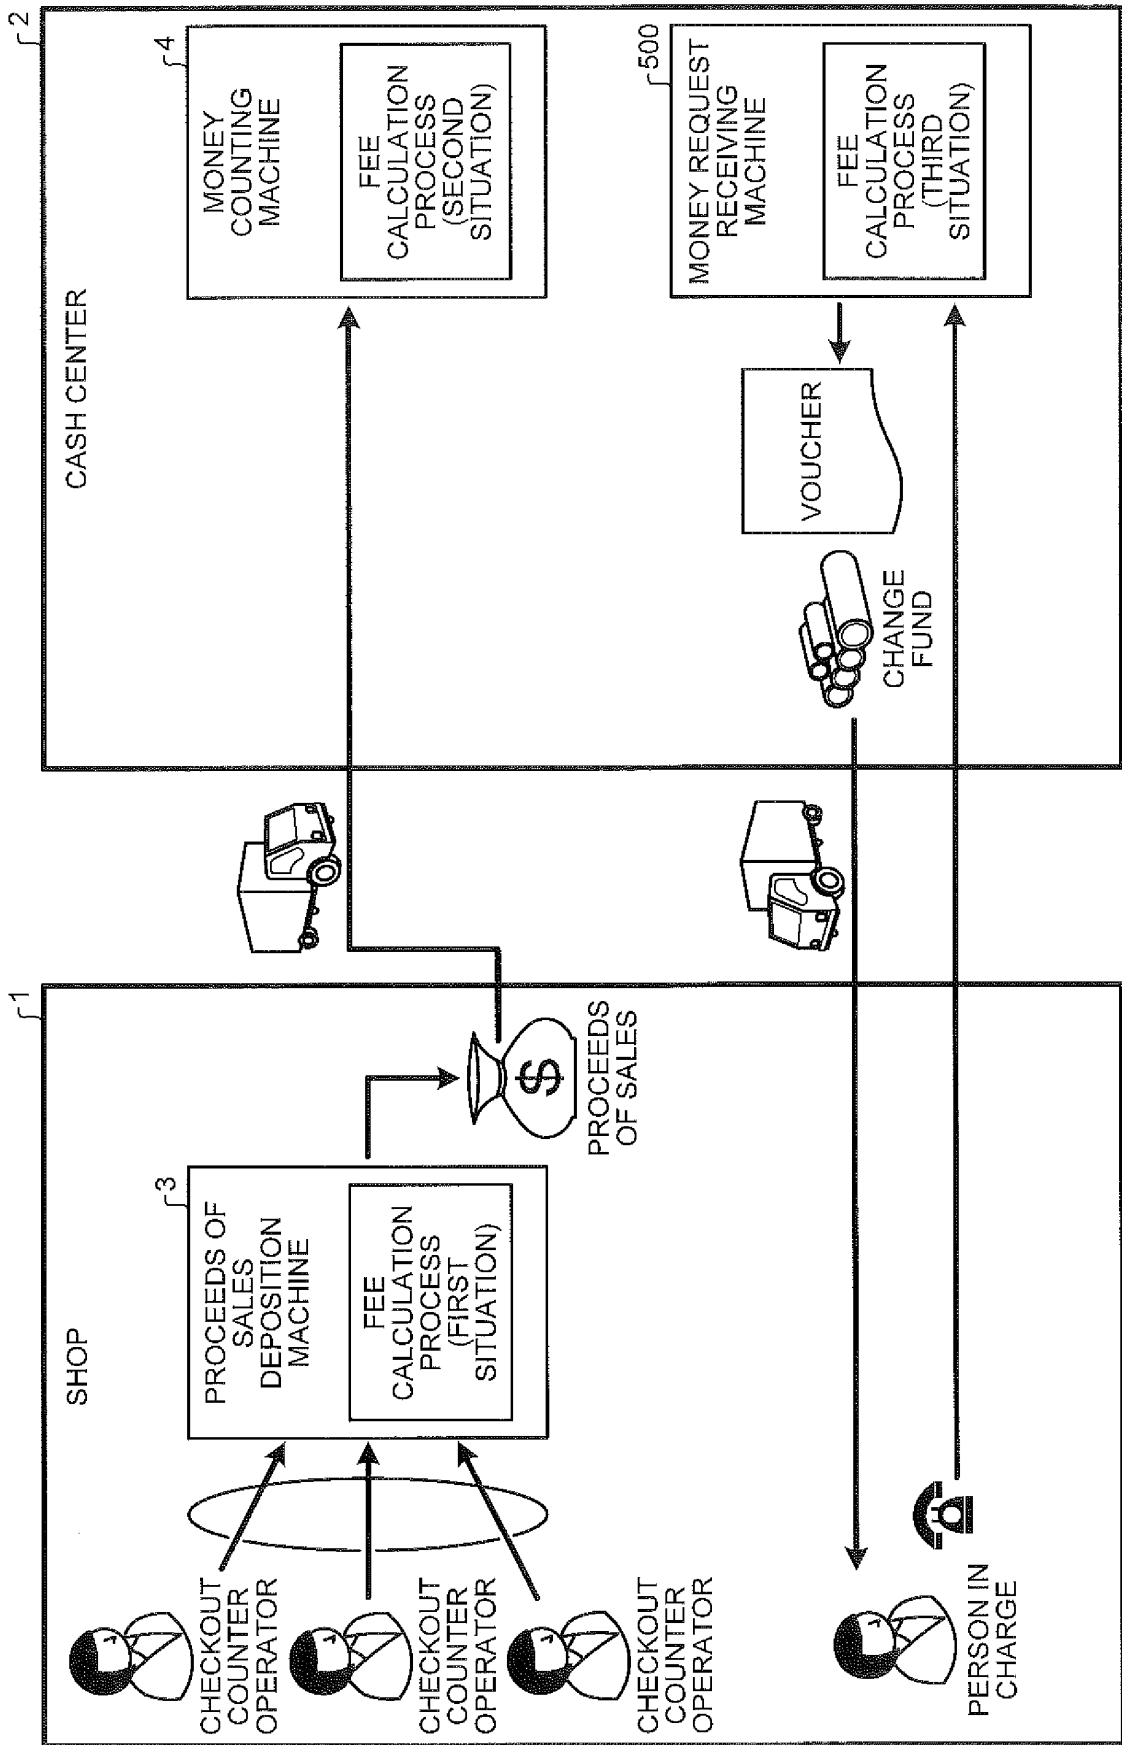 1
SHOP
CHECKOUT
COUNTER
OPERATOR
CHECKOUT
COUNTER
OPERATOR
CHECKOUT
COUNTER
OPERATOR
3
PROCEEDS OF
SALES
DEPOSITION
MACHINE
FEE
CALCULATION
PROCESS
(FIRST
SITUATION)
$
PROCEEDS
OF SALES
PERSON IN
CHARGE
2
CASH CENTER
4
MONEY
COUNTING
MACHINE
FEE
CALCULATION
PROCESS
(SECOND
SITUATION)
CHANGE
FUND
VOUCHER
500
MONEY REQUEST
RECEIVING
MACHINE
FEE
CALCULATION
PROCESS
(THIRD
SITUATION)